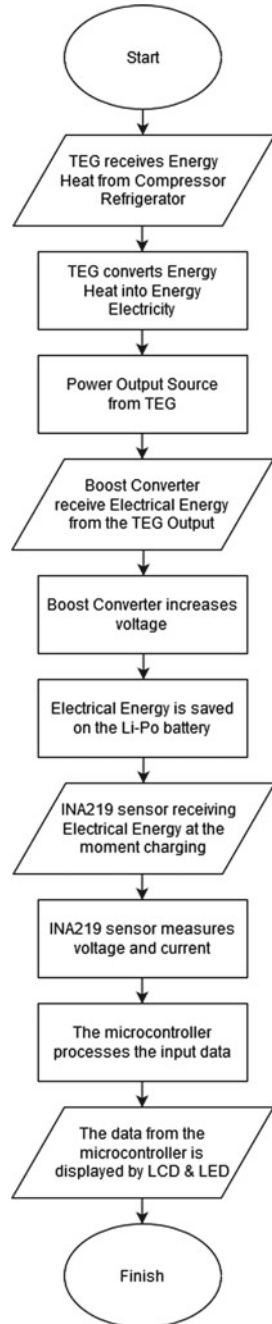 Start
TEG receives Energy
Heat from Compressor
Refrigerator
TEG converts Energy
Heat into Energy
Electricity
Power Output Source
from TEG
Boost Converter
receive Electrical Energy
from the TEG Output
Boost Converter increases
voltage
Electrical Energy is saved
on the Li-Po battery
INA219 sensor receiving
Electrical Energy at the
moment charging
INA219 sensor measures
voltage and current
The microcontroller
processes the input data
The data from the
microcontroller is
displayed by LCD & LED
Finish